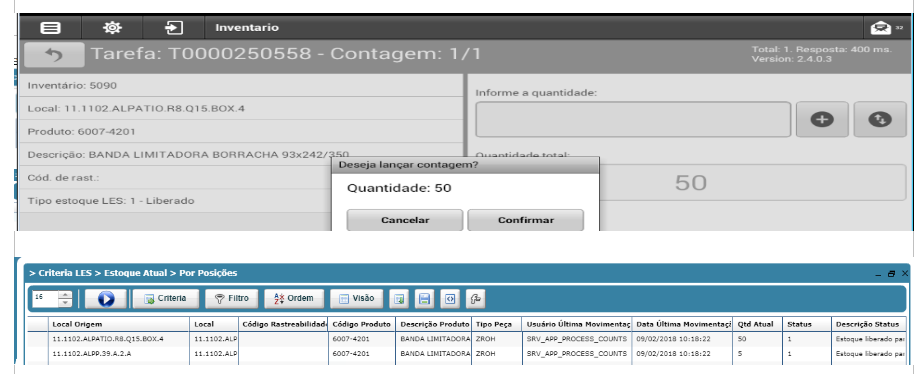 Inventario
Tarefa: T0000250558 - Contagem: 1/1
Total: 1. Resposta: 400 ms.
Version: 2.4.0.3
Inventário: 5090
Local: 11.1102.ALPATIO.R8.Q15.BOX.4
Produto: 6007-4201
Descrição: BANDA LIMITADORA BORRACHA 93x242/350
Cód. de rast.:
Tipo estoque LES: 1 - Liberado
Informe a quantidade:
Quantidade total:
50
Deseja lançar contagem?
Quantidade: 50
Cancelar Confirmar
> Criteria LES > Estoque Atual > Por Posições
16 Criteria Filtro Ordem Visão
Local Origem Local Código Rastreabilidad Código Produto Descrição Produto Tipo Peça Usuário Última Movimentaç Data Última Movimentaçã Qtd Atual Status Descrição Status
11.1102.ALPATIO.R8.Q15.BOX.4 11.1102.ALP 6007-4201 BANDA LIMITADORA ZROH SRV_APP_PROCESS_COUNTS 09/02/2018 10:18:22 50 1 Estoque liberado par
11.1102.ALPP.39.A.2.A 11.1102.ALP 6007-4201 BANDA LIMITADORA ZROH SRV_APP_PROCESS_COUNTS 09/02/2018 10:18:22 5 1 Estoque liberado par